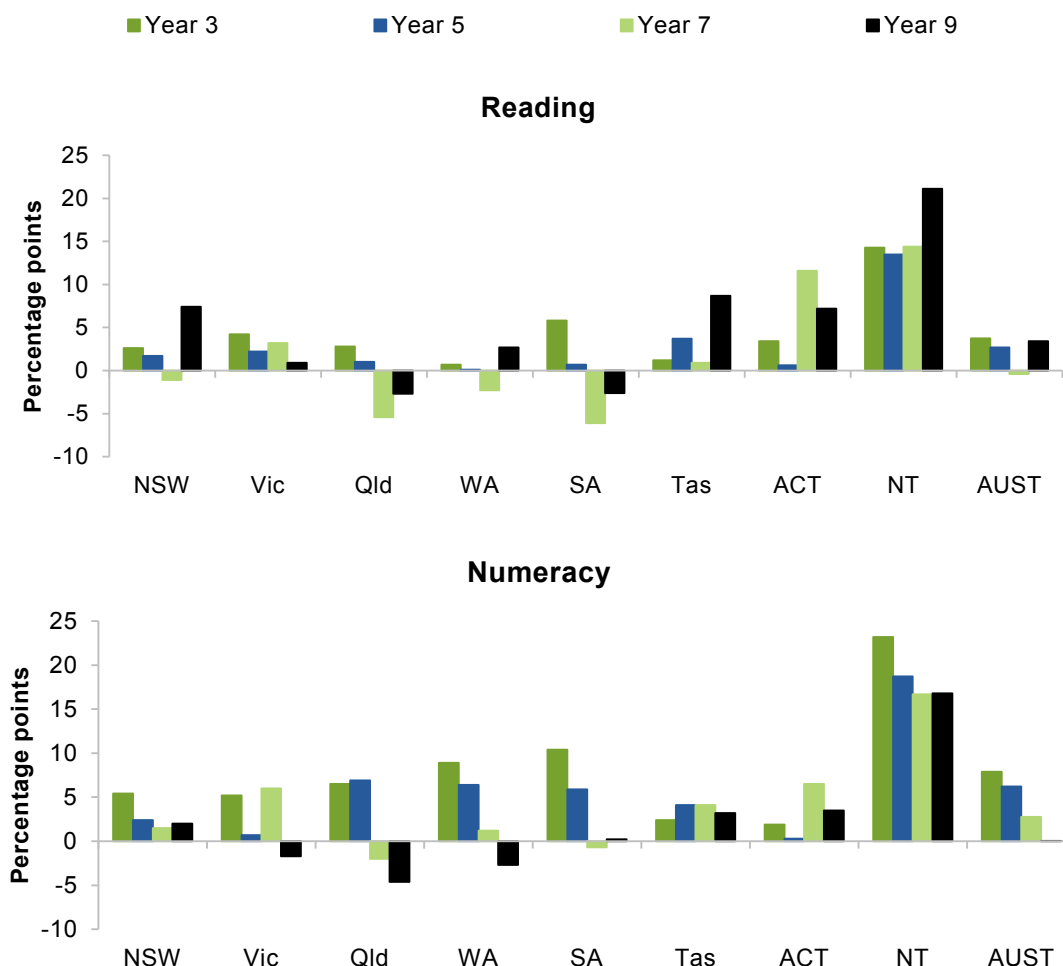 Year 3 Year 5 Year 7 Year 9
Reading
Percentage points
25
20
15
10
5
0
-5
-10
NSW Vic Qld WA SA Tas ACT NT AUST
Numeracy
Percentage points
25
20
15
10
5
0
-5
-10
NSW Vic Qld WA SA Tas ACT NT AUST